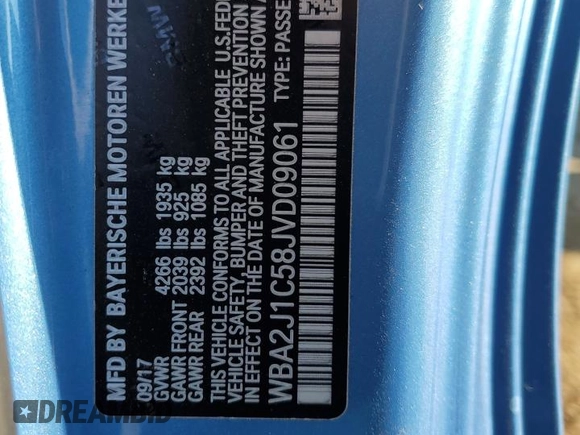 MFD BY BAYERISCHE MOTOREN WERKE
09/17
GVWR 4266 lbs 1935 kg
GAWR FRONT 2039 lbs 925 kg
GAWR REAR 2392 lbs 1085 kg
THIS VEHICLE CONFORMS TO ALL APPLICABLE U.S. FED
VEHICLE SAFETY, BUMPER AND THEFT PREVENTION
IN EFFECT ON THE DATE OF MANUFACTURE SHOWN
WBA2J1C58JVD09061 TYPE: PASSE
DREAMBID